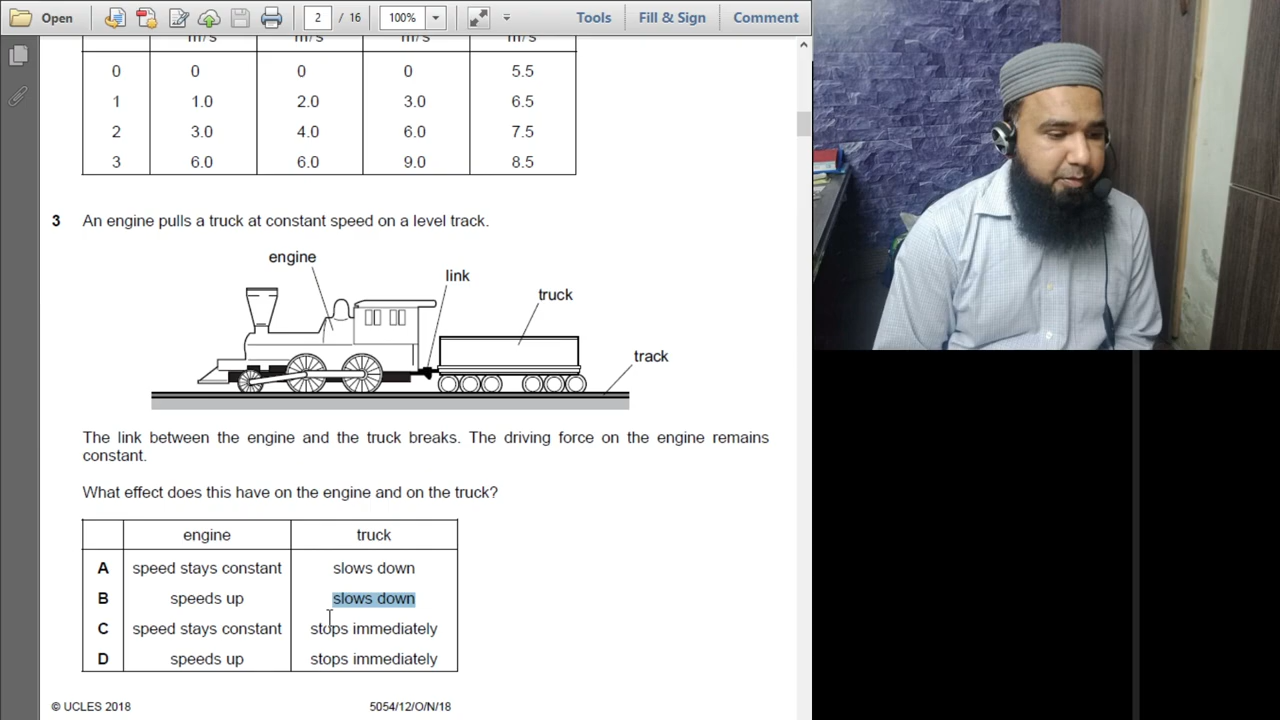 Open 2 / 16 100% Tools Fill & Sign Comment
m/s m/s m/s m/s
0 0 0 0 5.5
1 1.0 2.0 3.0 6.5
2 3.0 4.0 6.0 7.5
3 6.0 6.0 9.0 8.5
3 An engine pulls a truck at constant speed on a level track.
engine
link
truck
track
The link between the engine and the truck breaks. The driving force on the engine remains
constant.
What effect does this have on the engine and on the truck?
engine truck
A speed stays constant slows down
B speeds up slows down
C speed stays constant stops immediately
D speeds up stops immediately
© UCLES 2018 5054/12/O/N/18